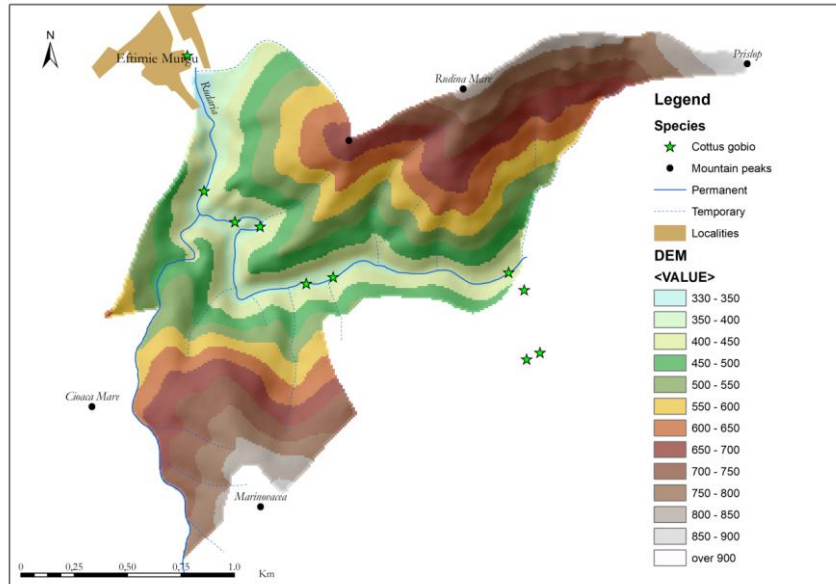 N
Eftimie Murgu
Rudaria
Rudina Mare
Prislop
Cioaca Mare
Marinovacea
Legend
Species
Cottus gobio
Mountain peaks
Permanent
Temporary
Localities
DEM
<VALUE>
330 - 350
350 - 400
400 - 450
450 - 500
500 - 550
550 - 600
600 - 650
650 - 700
700 - 750
750 - 800
800 - 850
850 - 900
over 900
0 0,25 0,5 0,75 1.0
Km